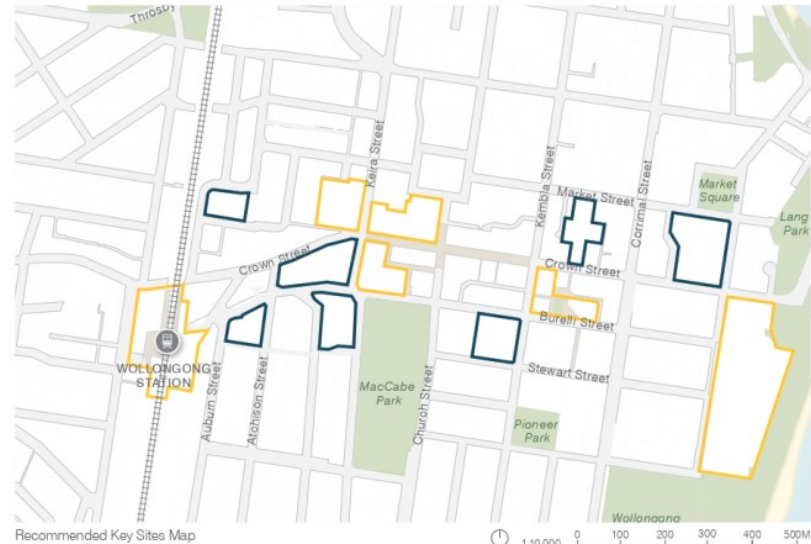 Throsby
Keira Street
Kembla Street
Corrimal Street
Market Street
Market
Square
Lang
Park
Crown Street
Crown Street
Burelli Street
WOLLONGONG
STATION
Stewart Street
Auburn Street
Atchison Street
MacCabe
Park
Church Street
Pioneer
Park
Wollongong
Recommended Key Sites Map
1:10,000 0 100 200 300 400 500M